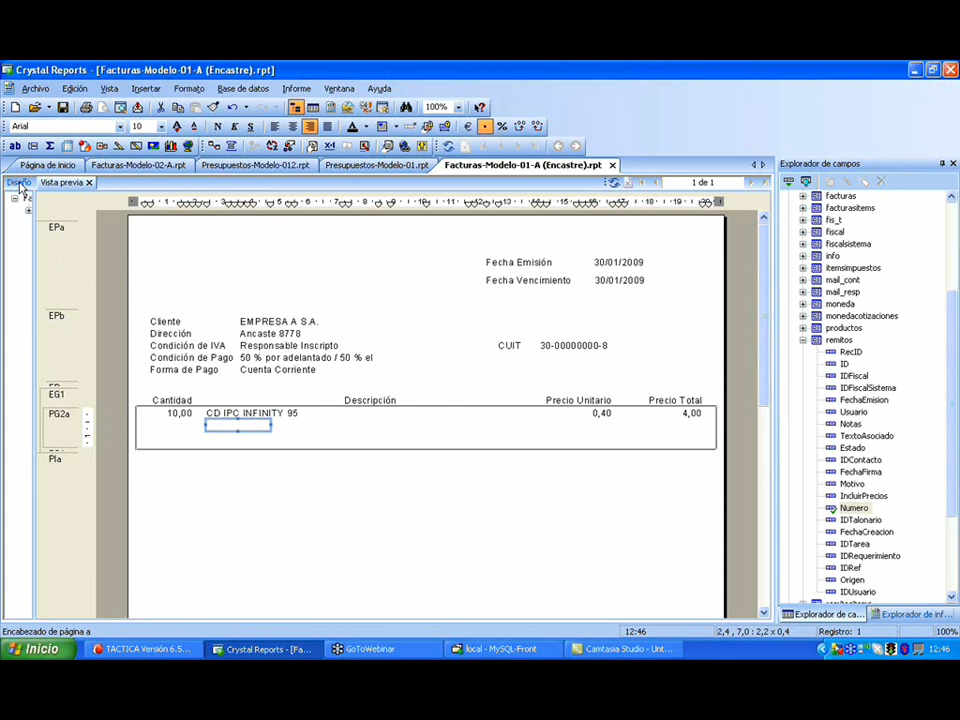 Crystal Reports - [Facturas-Modelo-01-A (Encastre).rpt]
Archivo Edición Vista Insertar Formato Base de datos Informe Ventana Ayuda
100%
Arial 10 N K S
Página de inicio Facturas-Modelo-02-A.rpt Presupuestos-Modelo-012.rpt Presupuestos-Modelo-01.rpt Facturas-Modelo-01-A (Encastre).rpt
Explorador de campos
Diseño Vista previa 1 de 1
EPa
Fecha Emisión 30/01/2009
Fecha Vencimiento 30/01/2009
EPb
Cliente EMPRESA A S.A.
Dirección Ancaste 8778
Condición de IVA Responsable Inscripto CUIT 30-00000000-8
Condición de Pago 50 % por adelantado / 50 % el
Forma de Pago Cuenta Corriente
EG1
Cantidad Descripción Precio Unitario Precio Total
PG2a
10,00 CD IPC INFINITY 95 0,40 4,00
PIa
facturas
facturasitems
fis_t
fiscal
fiscalsistema
info
itemsimpuestos
mail_cont
mail_resp
moneda
monedacotizaciones
productos
remitos
RecID
ID
IDFiscal
IDFiscalSistema
FechaEmision
Usuario
Notas
TextoAsociado
Estado
IDContacto
FechaFirma
Motivo
IncluirPrecios
Numero
IDTalonario
FechaCreacion
IDTarea
IDRequerimiento
IDRef
Origen
IDUsuario
Explorador de ca... Explorador de inf...
Encabezado de página a 12:46 2,4 , 7,0 : 2,2 x 0,4 Registro: 1 100%
Inicio TACTICA Versión 6.5... Crystal Reports - [Fa... GoToWebinar local - MySQL-Front Camtasia Studio - Unt... 12:46